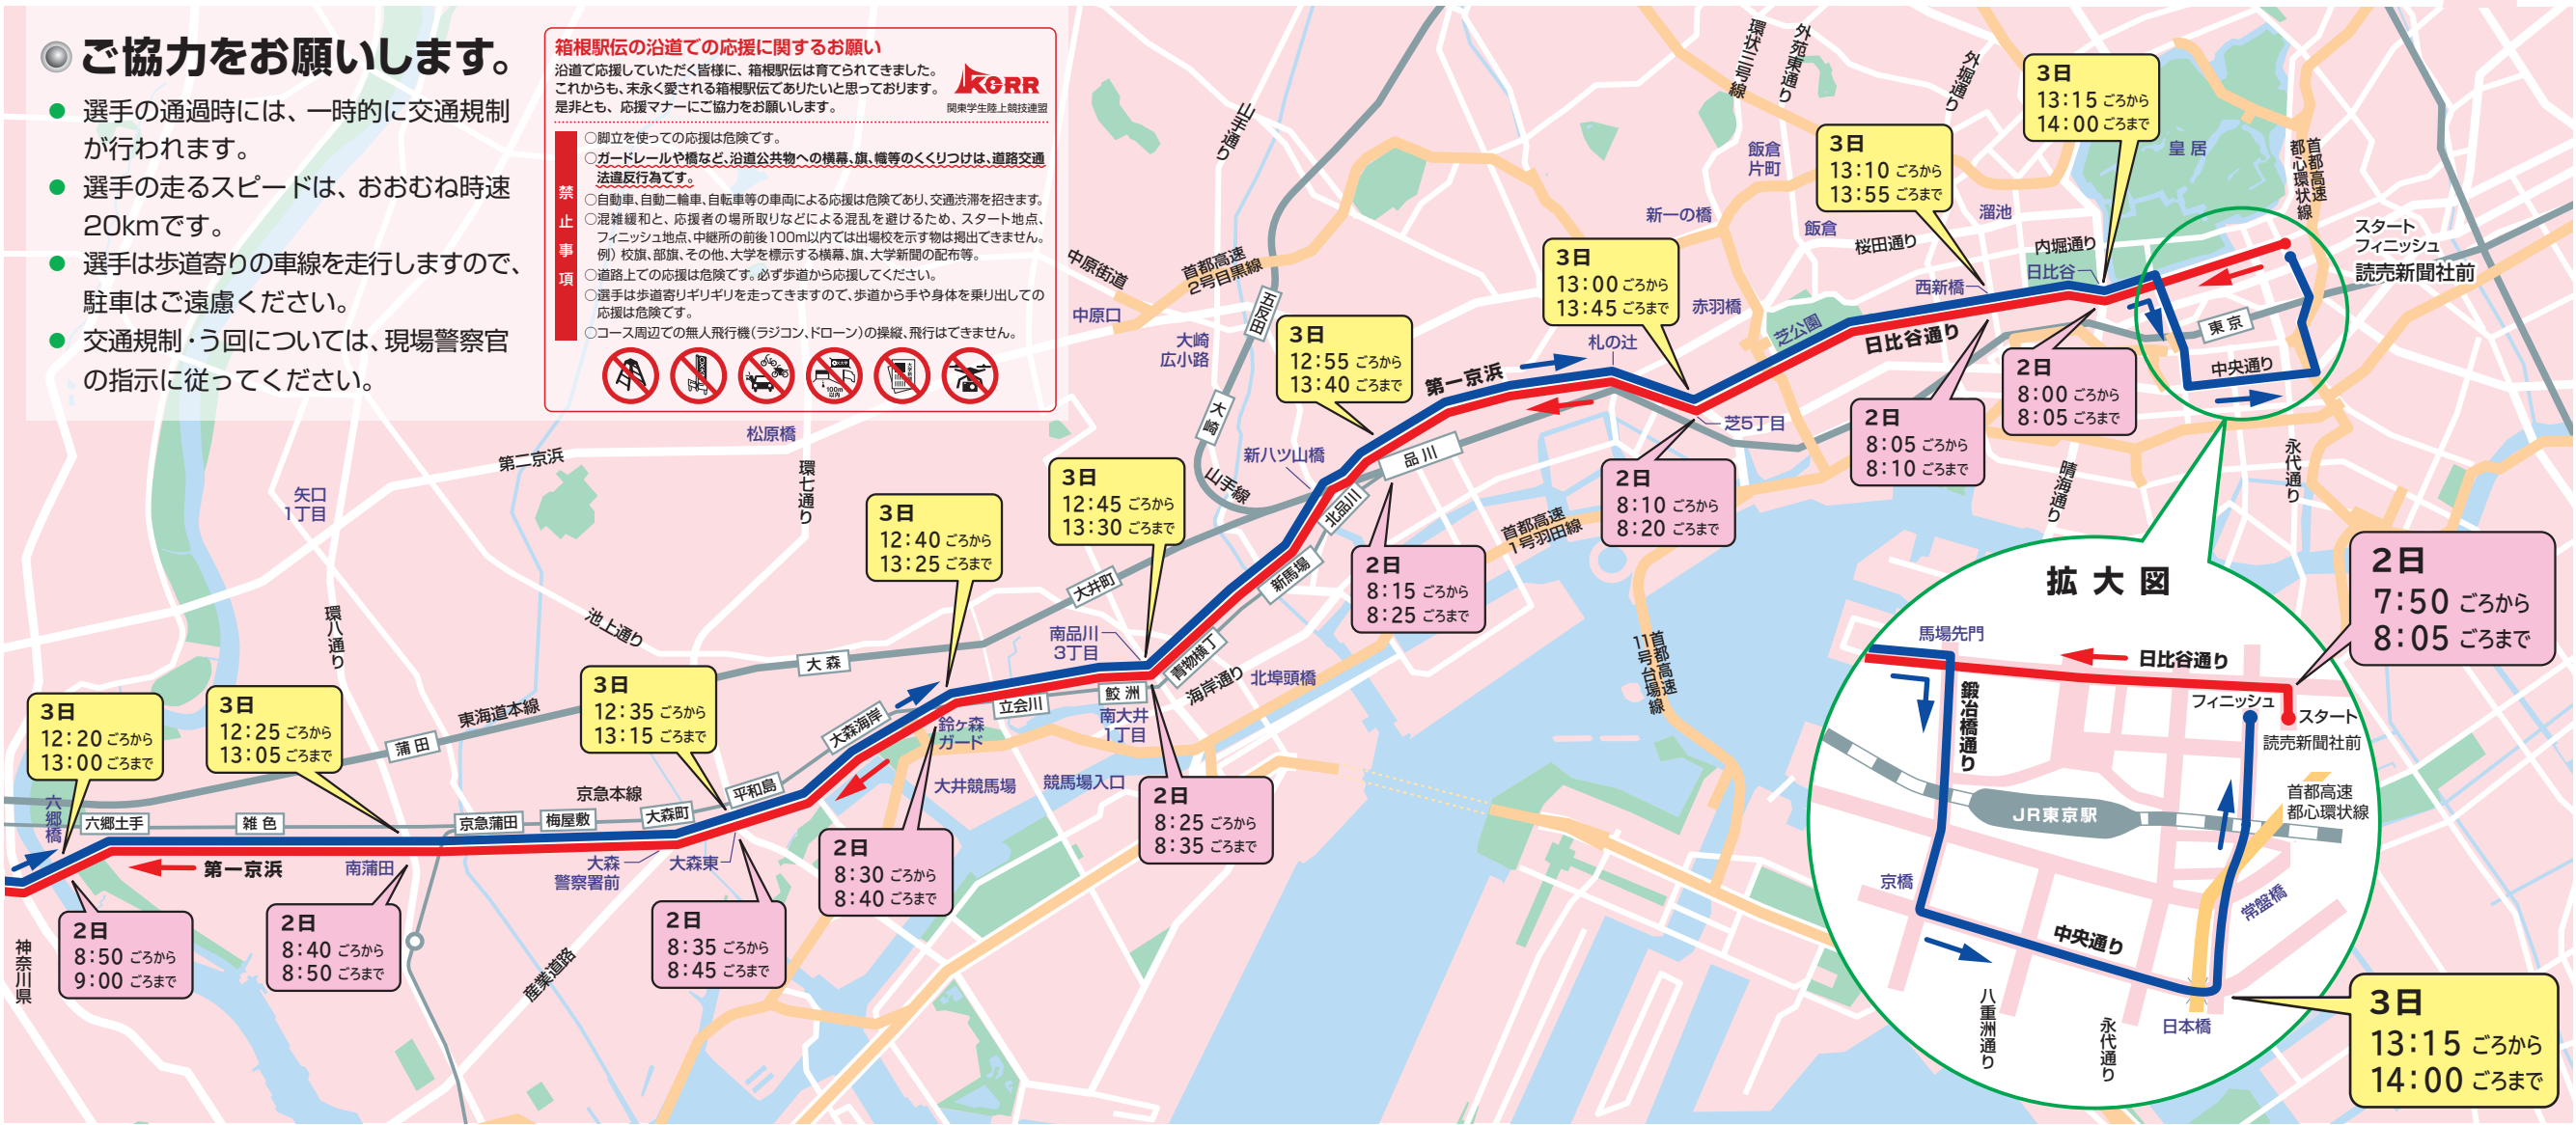 ご協力をお願いします。
● 選手の通過時には、一時的に交通規制
が行われます。
● 選手の走るスピードは、おおむね時速
20kmです。
● 選手は歩道寄りの車線を走行しますので、
駐車はご遠慮ください。
● 交通規制・う回については、現場警察官
の指示に従ってください。
箱根駅伝の沿道での応援に関するお願い
沿道で応援していただく皆様に、箱根駅伝は育てられてきました。
これからも、末永く愛される箱根駅伝でありたいと思っております。
是非とも、応援マナーにご協力をお願いします。
KGRR
関東学生陸上競技連盟
禁止事項
○脚立を使っての応援は危険です。
○ガードレールや橋など、沿道公共物への横幕、旗、幟等のくくりつけは、道路交通
法違反行為です。
○自動車、自動二輪車、自転車等の車両による応援は危険であり、交通渋滞を招きます。
○混雑緩和と、応援者の場所取りなどによる混乱を避けるため、スタート地点、
フィニッシュ地点、中継所の前後100m以内では出場校を示す物は掲出できません。
例）校旗、部旗、その他、大学を標示する横幕、旗、大学新聞の配布等。
○道路上での応援は危険です。必ず歩道から応援してください。
○選手は歩道寄りギリギリを走ってきますので、歩道から手や身体を乗り出しての
応援は危険です。
○コース周辺での無人飛行機（ラジコン、ドローン）の操縦、飛行はできません。
100m
以内
環状三号線
外苑東通り
外堀通り
山手通り
飯倉
片町
新一の橋
飯倉
桜田通り
溜池
内堀通り
日比谷
西新橋
皇居
首都高速
都心環状線
スタート
フィニッシュ
読売新聞社前
東京
中央通り
永代通り
晴海通り
日比谷通り
芝公園
赤羽橋
札の辻
芝5丁目
第一京浜
中原街道
首都高速
2号目黒線
中原口
大崎
広小路
五反田
大崎
山手線
新八ツ山橋
品川
北品川
新馬場
首都高速
1号羽田線
11号台場線
首都高速
松原橋
第二京浜
矢口
1丁目
環七通り
環八通り
池上通り
東海道本線
大井町
大森
蒲田
南品川
3丁目
青物横丁
海岸通り
北埠頭橋
鮫洲
立会川
南大井
1丁目
鈴ヶ森
ガード
大森海岸
大井競馬場
競馬場入口
平和島
京急本線
大森町
梅屋敷
京急蒲田
雑色
六郷土手
六郷橋
第一京浜
南蒲田
大森
警察署前
大森東
産業道路
神奈川県
3日
13:15 ごろから
14:00 ごろまで
3日
13:10 ごろから
13:55 ごろまで
3日
13:00 ごろから
13:45 ごろまで
3日
12:55 ごろから
13:40 ごろまで
3日
12:45 ごろから
13:30 ごろまで
3日
12:40 ごろから
13:25 ごろまで
3日
12:35 ごろから
13:15 ごろまで
3日
12:25 ごろから
13:05 ごろまで
3日
12:20 ごろから
13:00 ごろまで
2日
8:00 ごろから
8:05 ごろまで
2日
8:05 ごろから
8:10 ごろまで
2日
8:10 ごろから
8:20 ごろまで
2日
8:15 ごろから
8:25 ごろまで
2日
8:25 ごろから
8:35 ごろまで
2日
8:30 ごろから
8:40 ごろまで
2日
8:35 ごろから
8:45 ごろまで
2日
8:40 ごろから
8:50 ごろまで
2日
8:50 ごろから
9:00 ごろまで
拡大図
2日
7:50 ごろから
8:05 ごろまで
馬場先門
日比谷通り
フィニッシュ
スタート
読売新聞社前
鍛冶橋通り
首都高速
都心環状線
JR東京駅
京橋
常盤橋
中央通り
八重洲通り
永代通り
日本橋
3日
13:15 ごろから
14:00 ごろまで